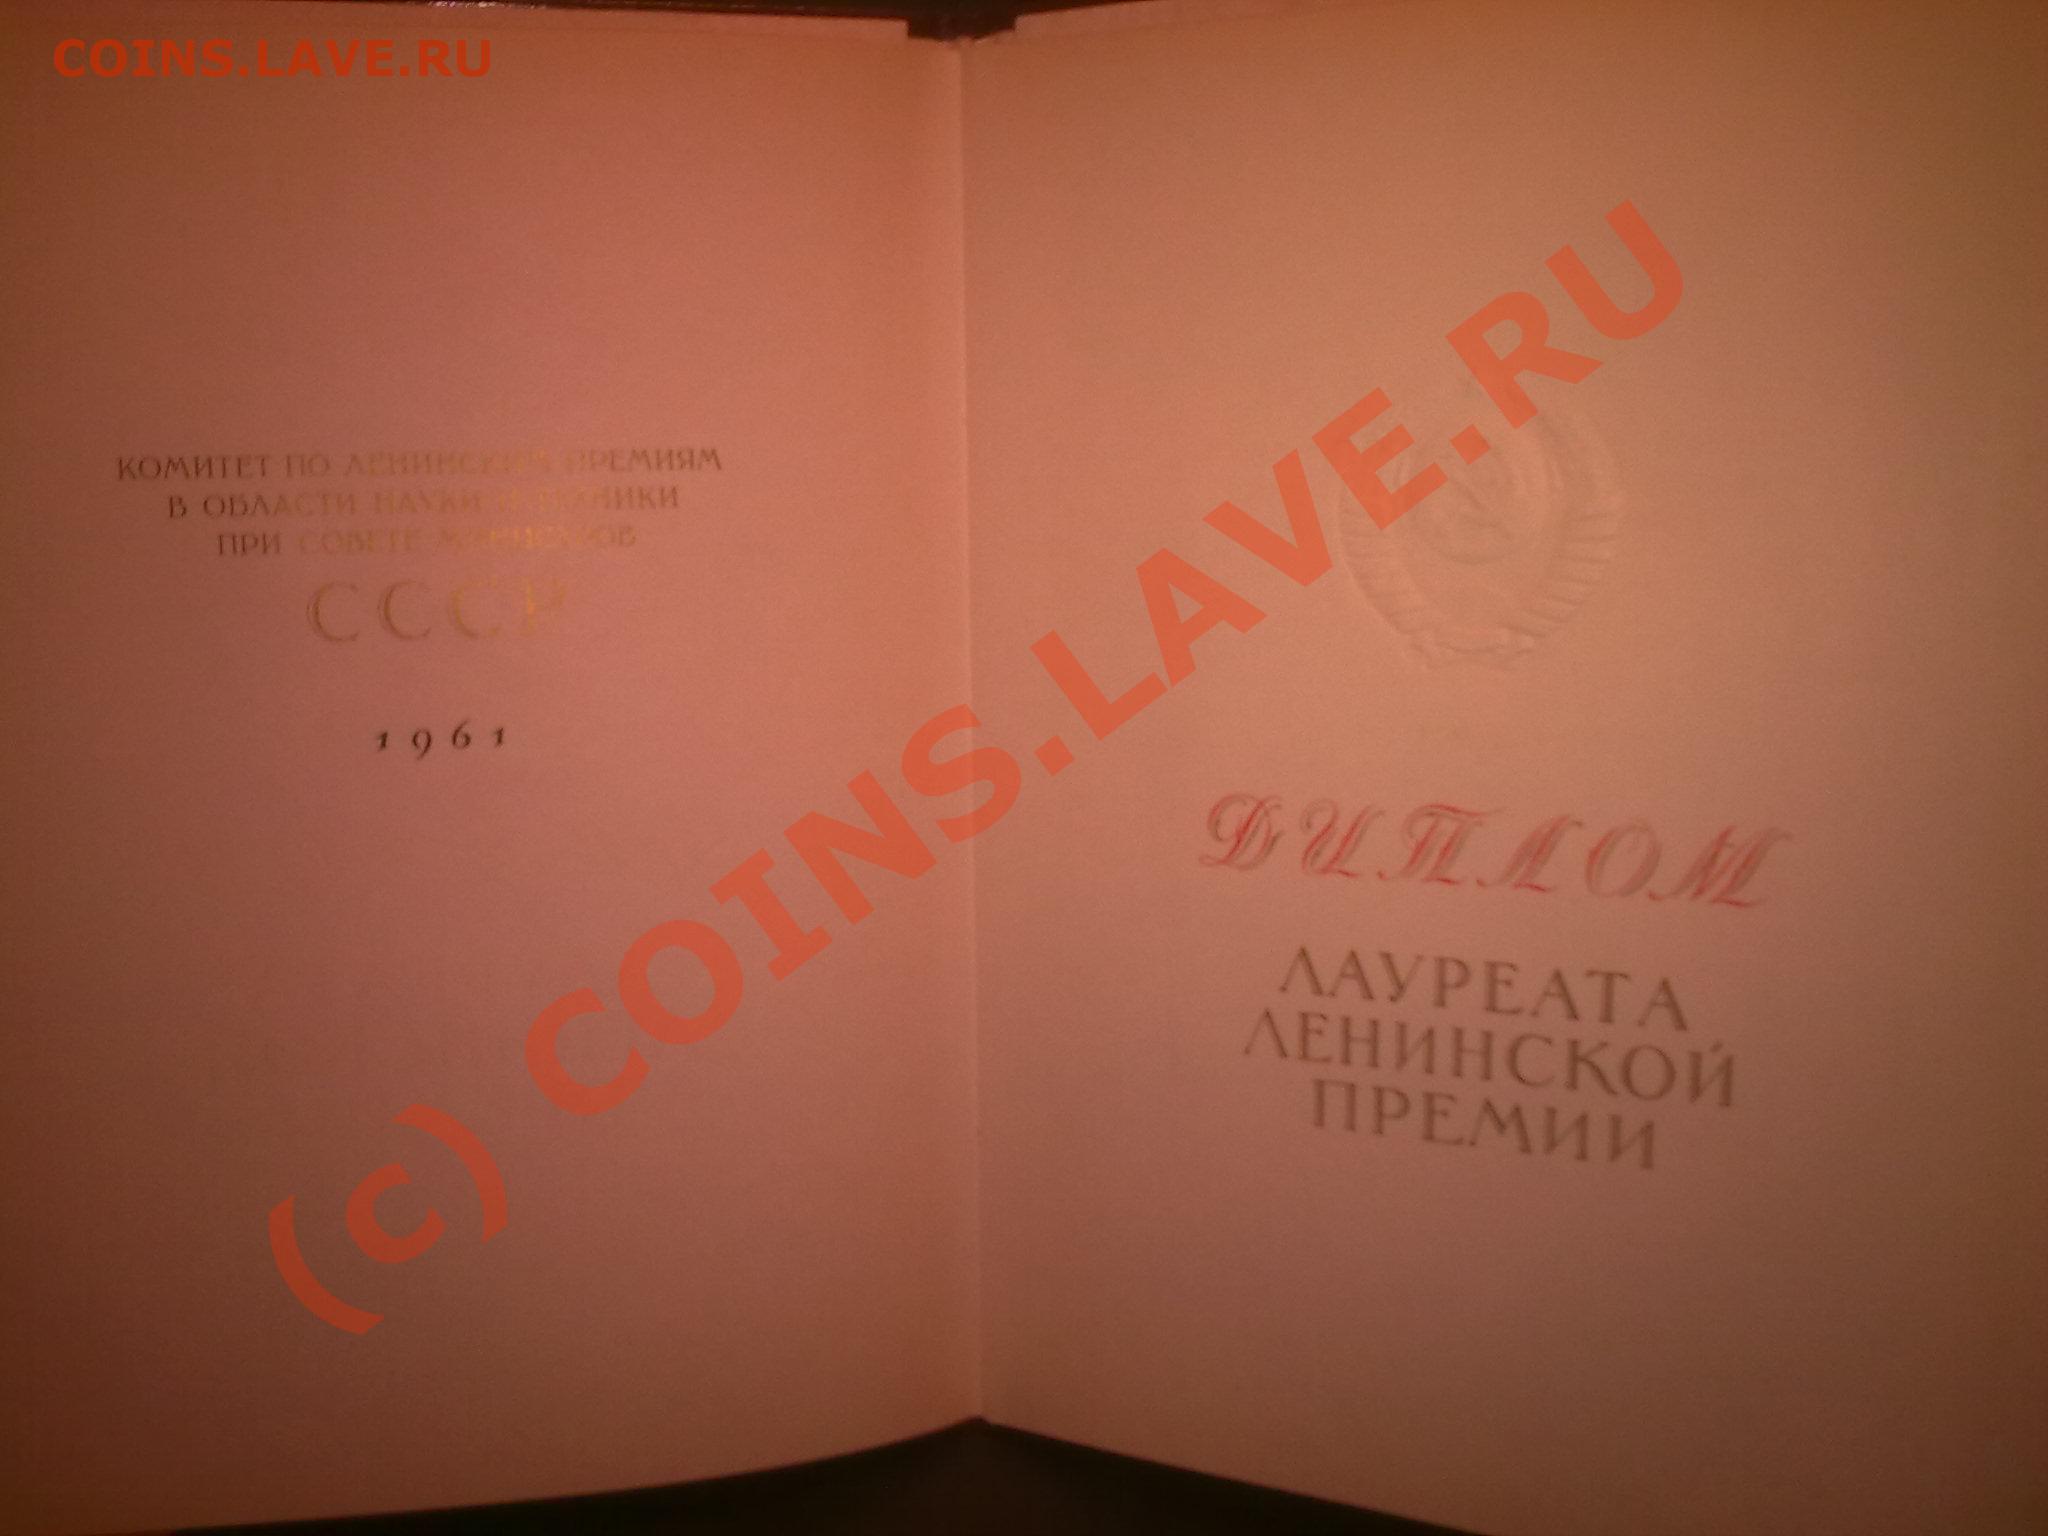 COINS.LAVE.RU
КОМИТЕТ ПО ЛЕНИНСКИМ ПРЕМИЯМ
В ОБЛАСТИ НАУКИ И ТЕХНИКИ
ПРИ СОВЕТЕ МИНИСТРОВ
СССР
1961
ДИПЛОМ
ЛАУРЕАТА
ЛЕНИНСКОЙ
ПРЕМИИ
(c) COINS.LAVE.RU